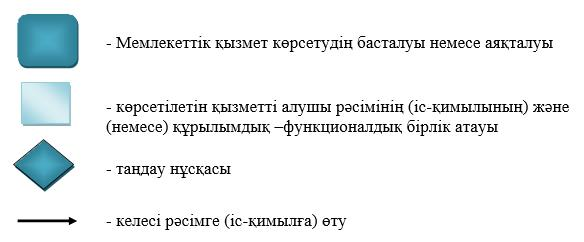 - Мемлекеттік қызмет көрсетудің басталуы немесе аяқталуы
- көрсетілетін қызметті алушы рәсімінің (іс-қимылының) және
(немесе) құрылымдық –функционалдық бірлік атауы
- таңдау нұсқасы
- келесі рәсімге (іс-қимылға) өту